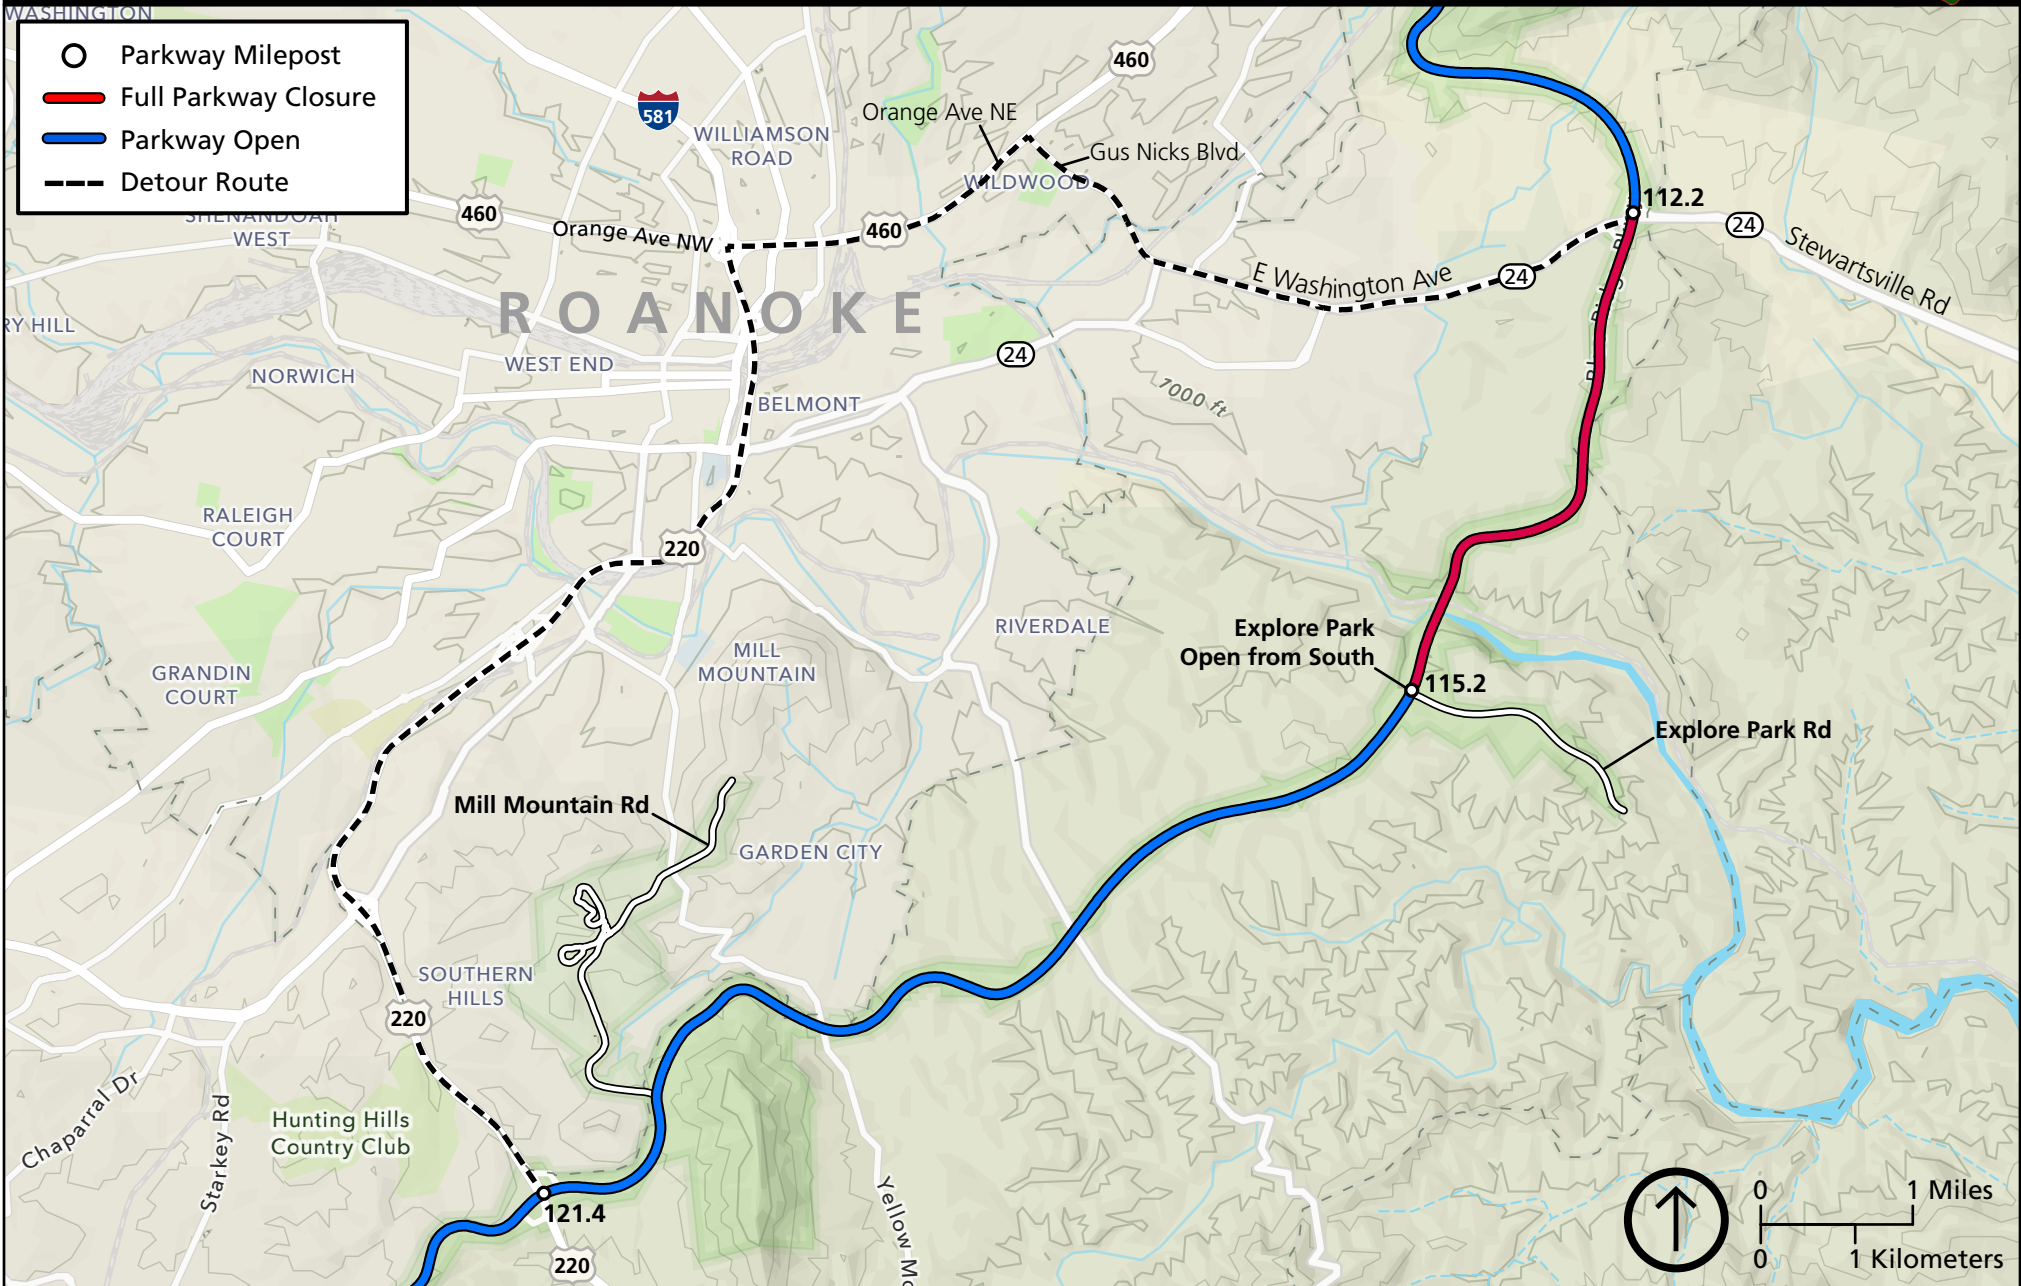 WASHINGTON
Parkway Milepost
Full Parkway Closure
Parkway Open
Detour Route
SHENANDOAH
WEST
460
581
WILLIAMSON
ROAD
Orange Ave NE
460
Gus Nicks Blvd
WILDWOOD
112.2
24
Stewartsville Rd
Orange Ave NW
460
E Washington Ave
24
ROANOKE
RY HILL
WEST END
NORWICH
BELMONT
24
1000 ft
RALEIGH
COURT
220
RIVERDALE
Explore Park
Open from South
115.2
Explore Park Rd
GRANDIN
COURT
MILL
MOUNTAIN
Mill Mountain Rd
GARDEN CITY
SOUTHERN
HILLS
220
Chaparral Dr
Starkey Rd
Hunting Hills
Country Club
121.4
220
Yellow Mo
0 1 Miles
0 1 Kilometers